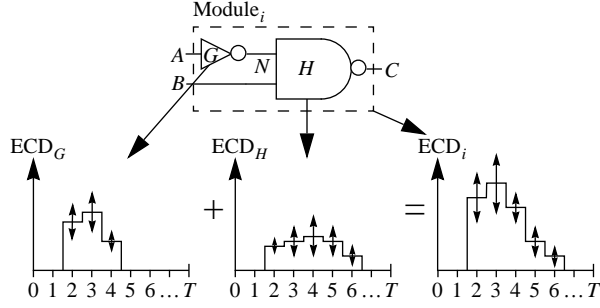 Module_i
A G N H C
B
ECD_G ECD_H ECD_i
+ =
0 1 2 3 4 5 6 … T 0 1 2 3 4 5 6 … T 0 1 2 3 4 5 6 … T